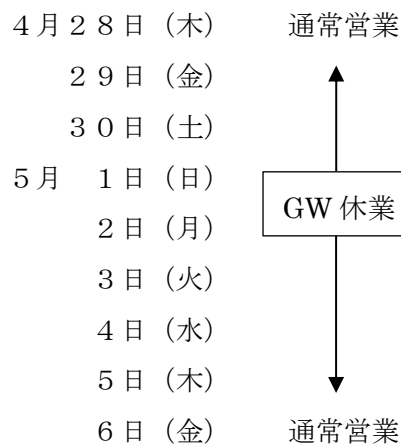 ４月２８日（木） 通常営業
２９日（金）
３０日（土）
５月 １日（日）
GW 休業
２日（月）
３日（火）
４日（水）
５日（木）
６日（金） 通常営業